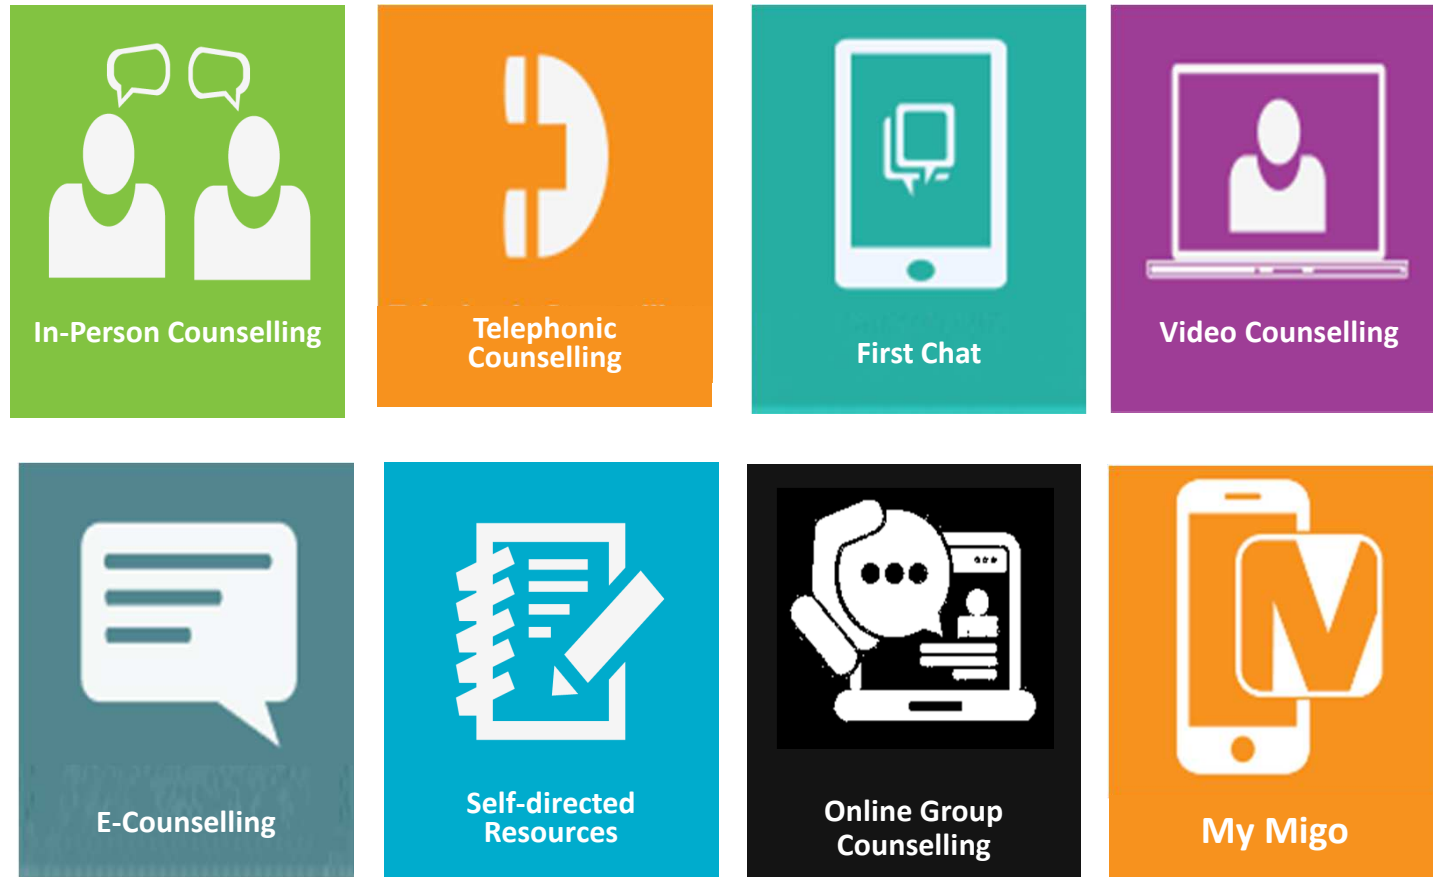 In-Person Counselling
Telephonic
Counselling
First Chat
Video Counselling
E-Counselling
Self-directed
Resources
Online Group
Counselling
M
My Migo